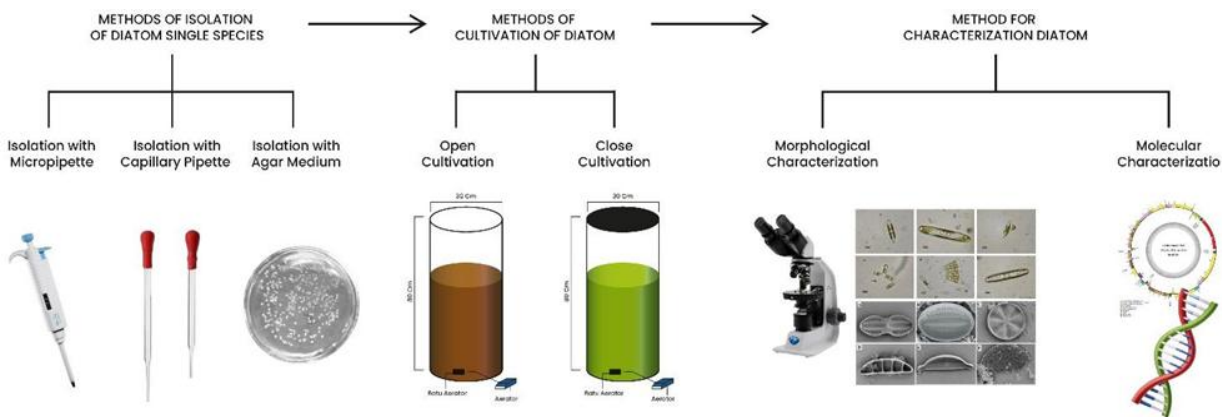 METHODS OF ISOLATION
OF DIATOM SINGLE SPECIES
METHODS OF
CULTIVATION OF DIATOM
METHOD FOR
CHARACTERIZATION DIATOM
Isolation with
Micropipette
Isolation with
Capillary Pipette
Isolation with
Agar Medium
Open
Cultivation
Close
Cultivation
Morphological
Characterization
Molecular
Characterizatio
30 Cm
80 Cm
Batu Aerator
Aerator
30 Cm
80 Cm
Batu Aerator
Aerator